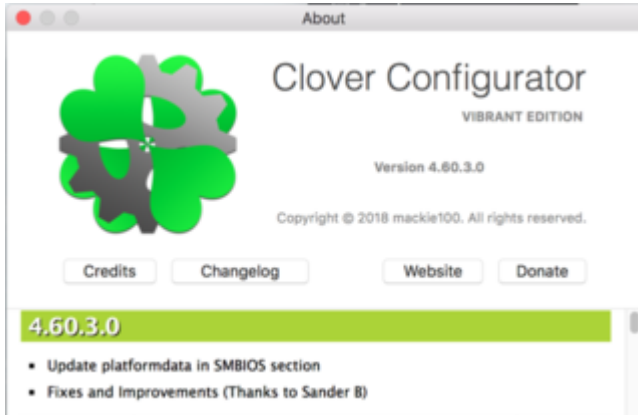 About
Clover Configurator
VIBRANT EDITION
Version 4.60.3.0
Copyright © 2018 mackie100. All rights reserved.
Credits Changelog Website Donate
4.60.3.0
▪ Update platformdata in SMBIOS section
▪ Fixes and Improvements (Thanks to Sander B)